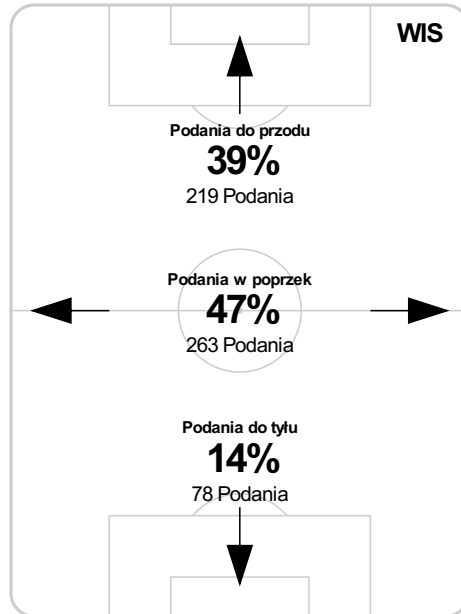 WIS
Podania do przodu
39%
219 Podania
Podania w poprzek
47%
263 Podania
Podania do tyłu
14%
78 Podania